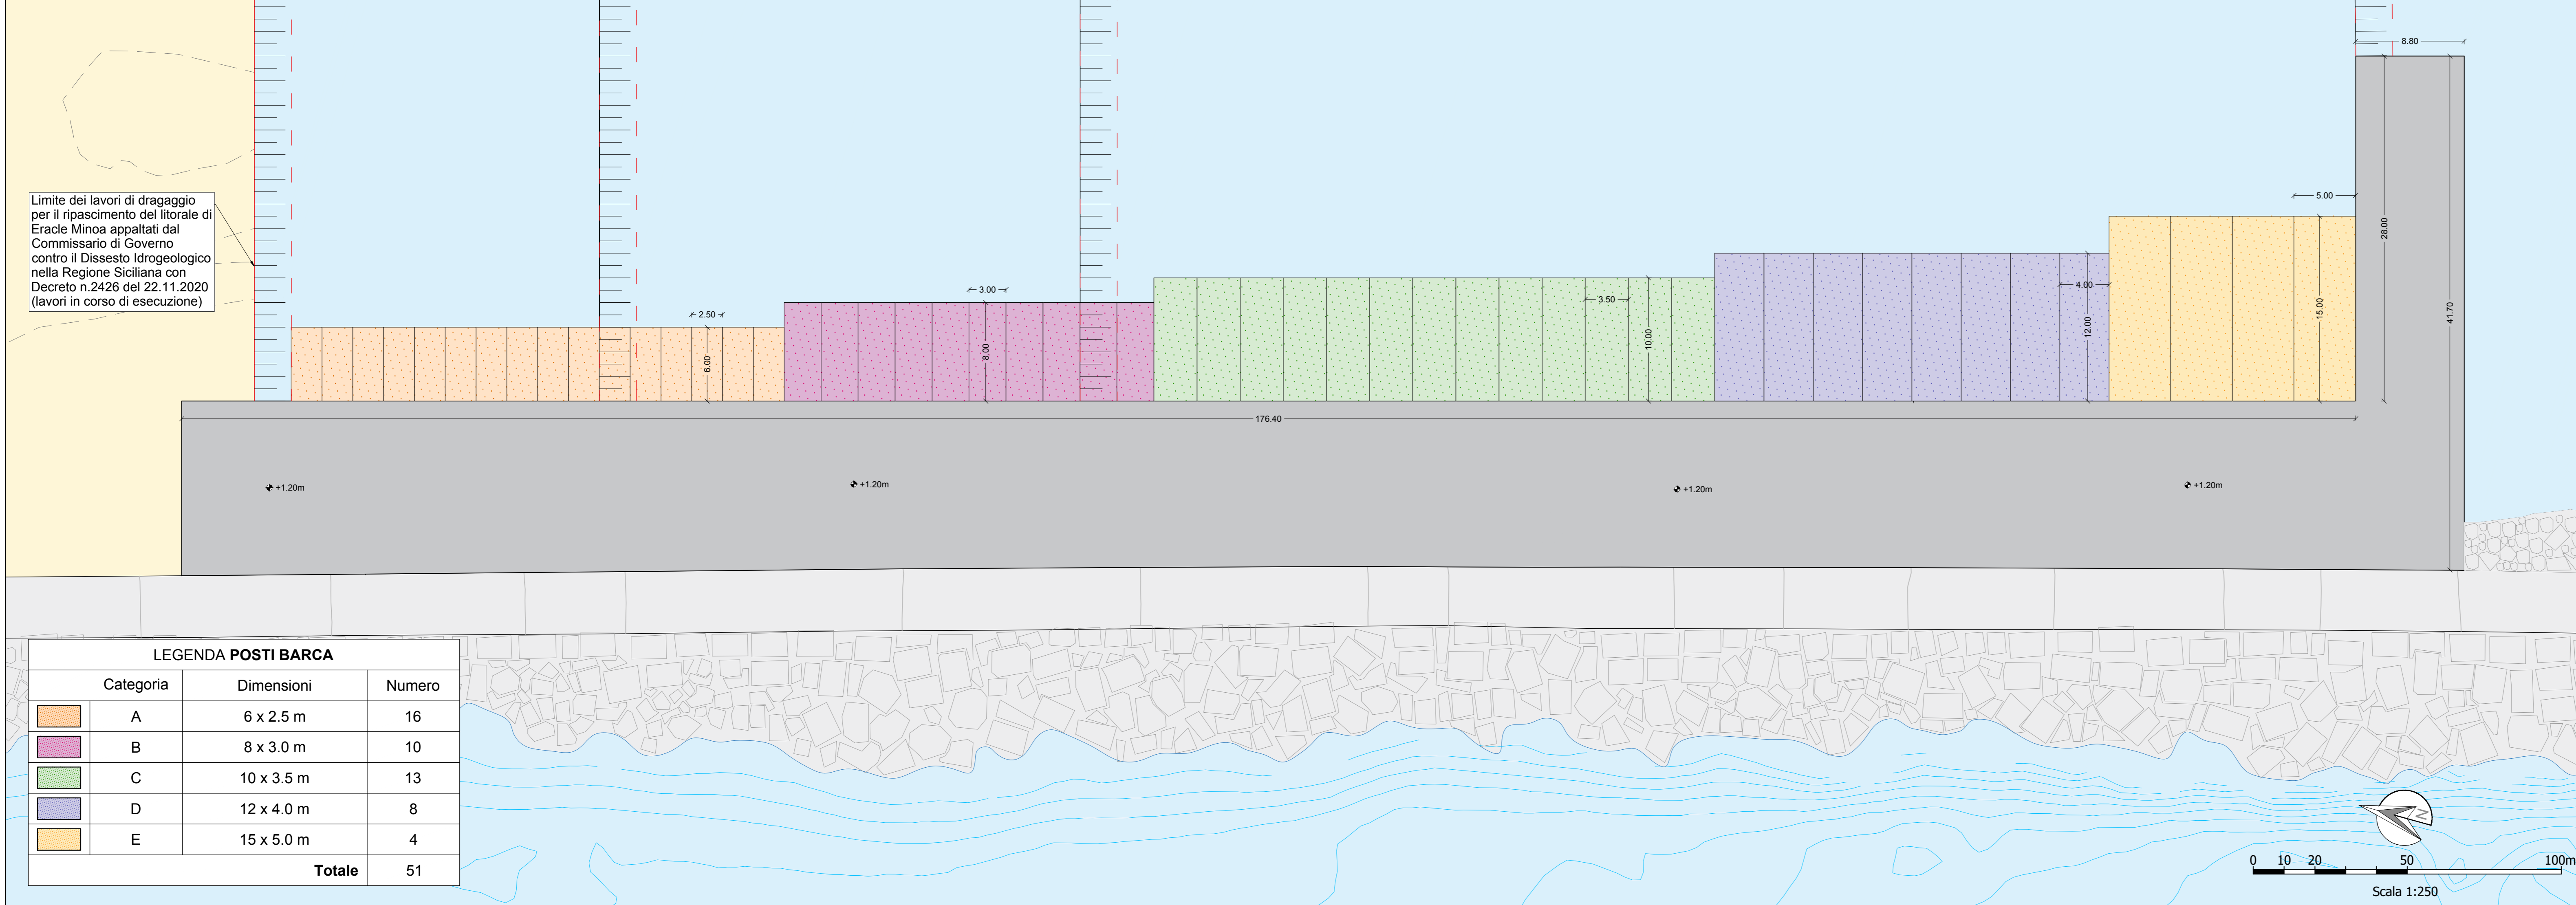 8.80
Limite dei lavori di dragaggio
per il ripascimento del litorale di
Eracle Minoa appaltati dal
Commissario di Governo
contro il Dissesto Idrogeologico
nella Regione Siciliana con
Decreto n.2426 del 22.11.2020
(lavori in corso di esecuzione)
5.00
28.00
41.70
15.00
4.00
12.00
3.50
10.00
3.00
8.00
2.50
6.00
176.40
+1.20m
+1.20m
+1.20m
+1.20m
LEGENDA POSTI BARCA
Categoria Dimensioni Numero
A 6 x 2.5 m 16
B 8 x 3.0 m 10
C 10 x 3.5 m 13
D 12 x 4.0 m 8
E 15 x 5.0 m 4
Totale 51
N
0 10 20 50 100m
Scala 1:250